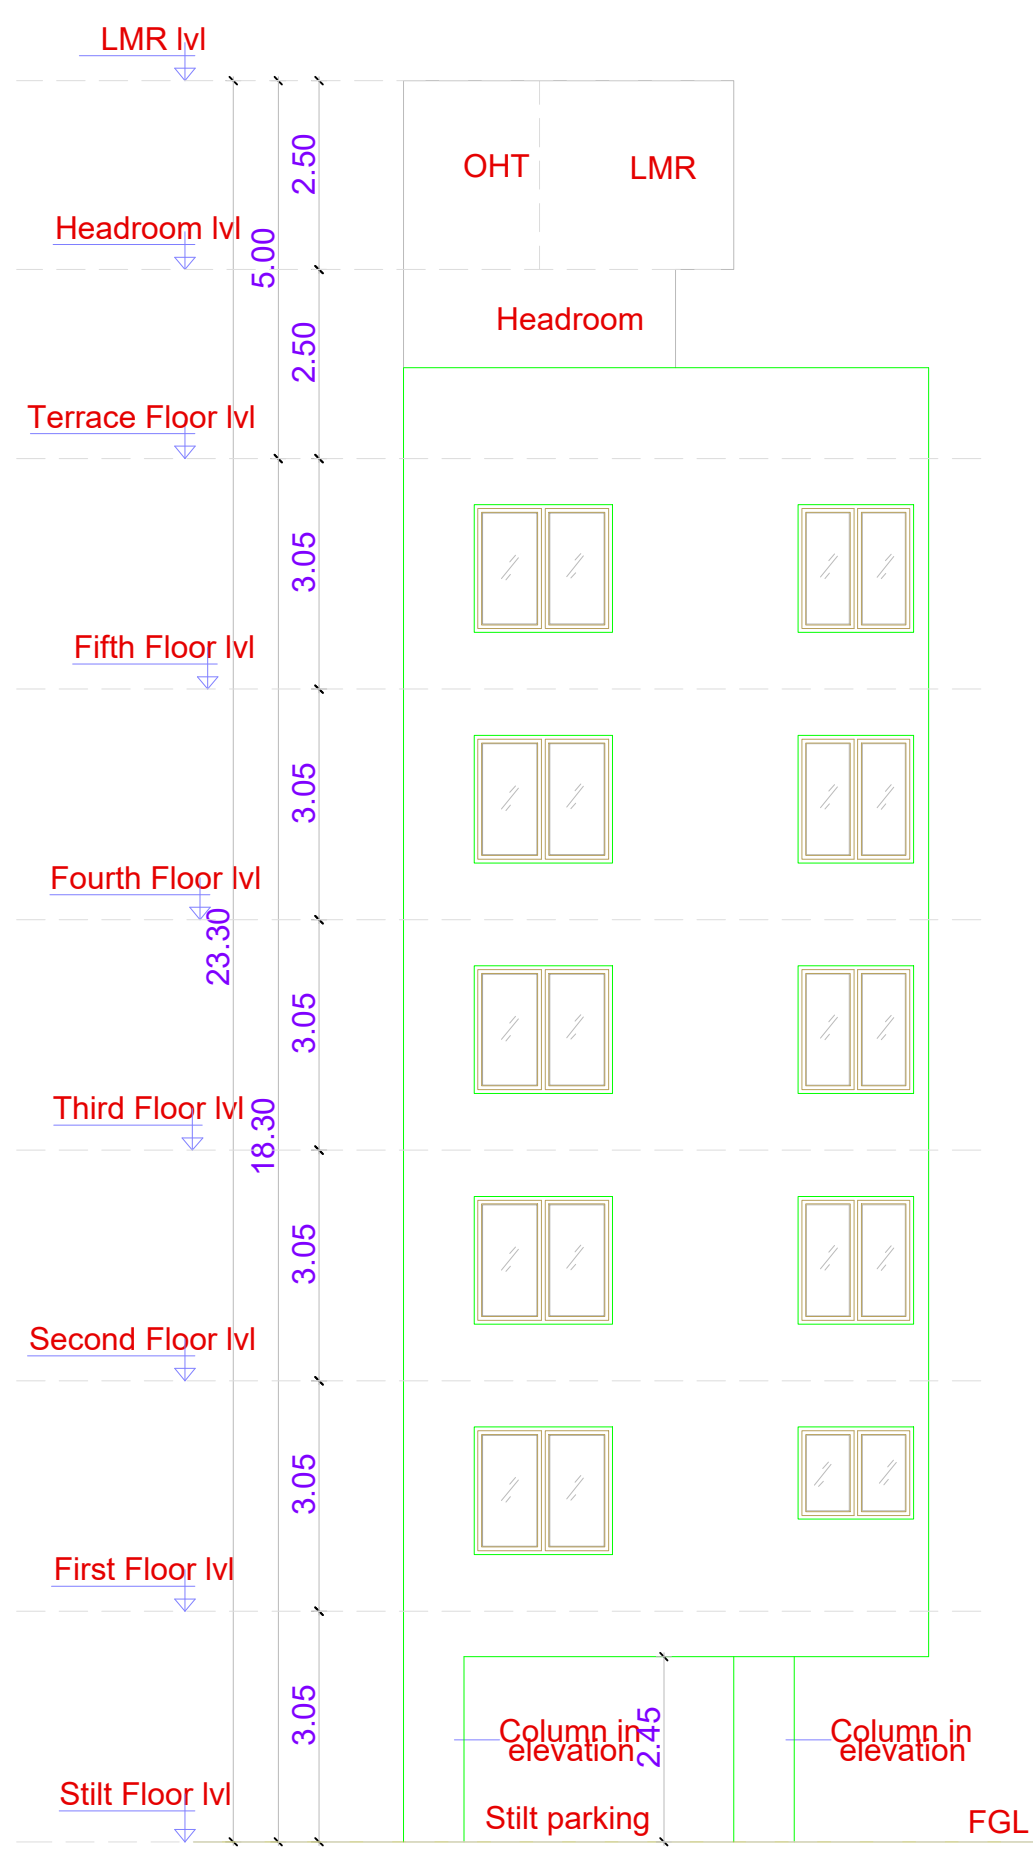 LMR lvl
2.50
OHT
LMR
Headroom lvl
5.00
Headroom
2.50
Terrace Floor lvl
3.05
Fifth Floor lvl
3.05
Fourth Floor lvl
23.30
3.05
Third Floor lvl
18.30
3.05
Second Floor lvl
3.05
First Floor lvl
3.05
Column in
elevation
2.45
Column in
elevation
Stilt Floor lvl
Stilt parking
FGL